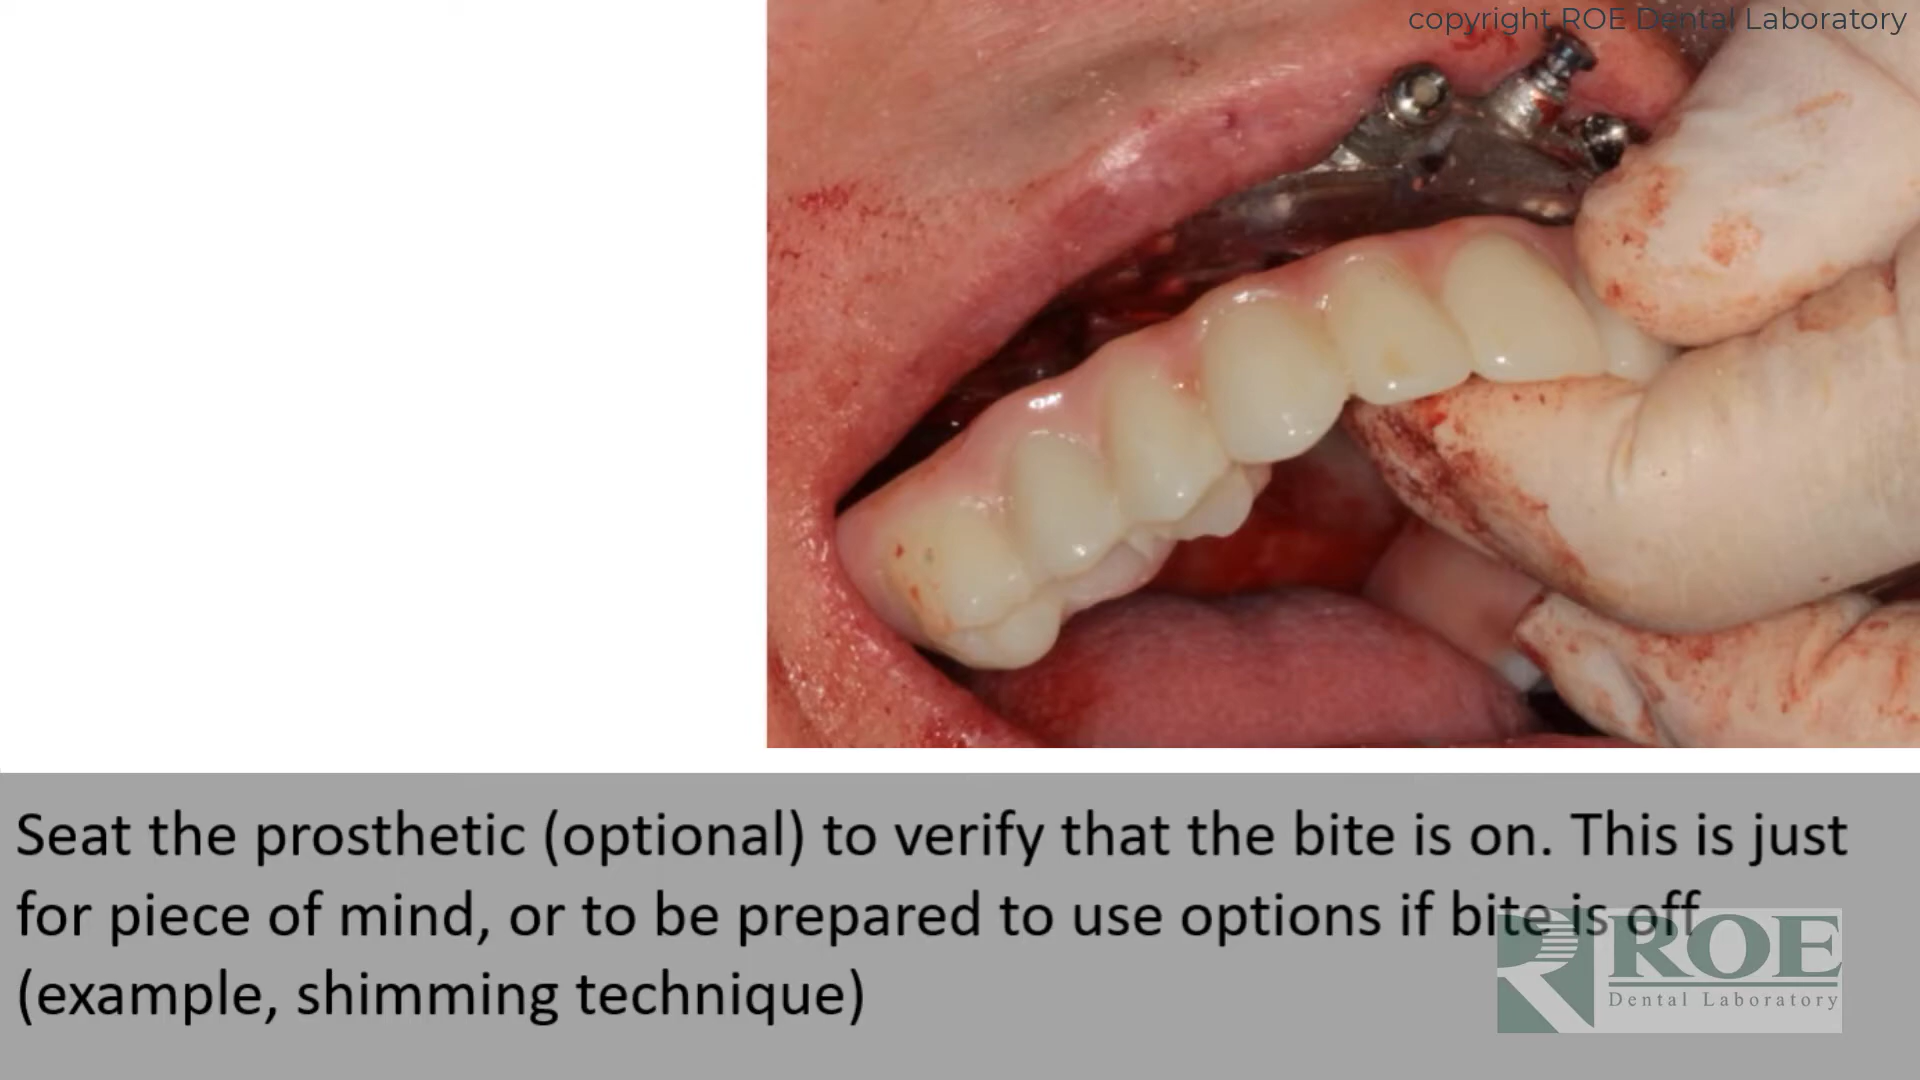 copyright ROE Dental Laboratory
Seat the prosthetic (optional) to verify that the bite is on. This is just
for piece of mind, or to be prepared to use options if bite is off
(example, shimming technique)
ROE
Dental Laboratory